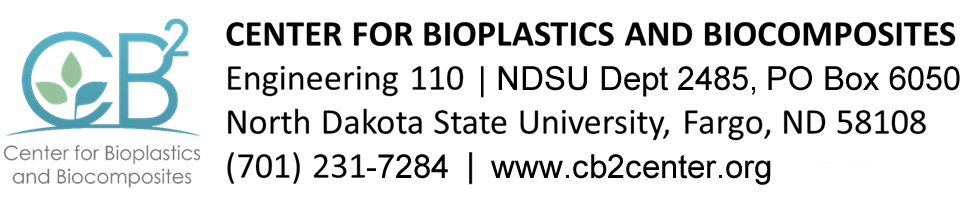 CB²
Center for Bioplastics
and Biocomposites
CENTER FOR BIOPLASTICS AND BIOCOMPOSITES
Engineering 110 | NDSU Dept 2485, PO Box 6050
North Dakota State University, Fargo, ND 58108
(701) 231-7284 | www.cb2center.org